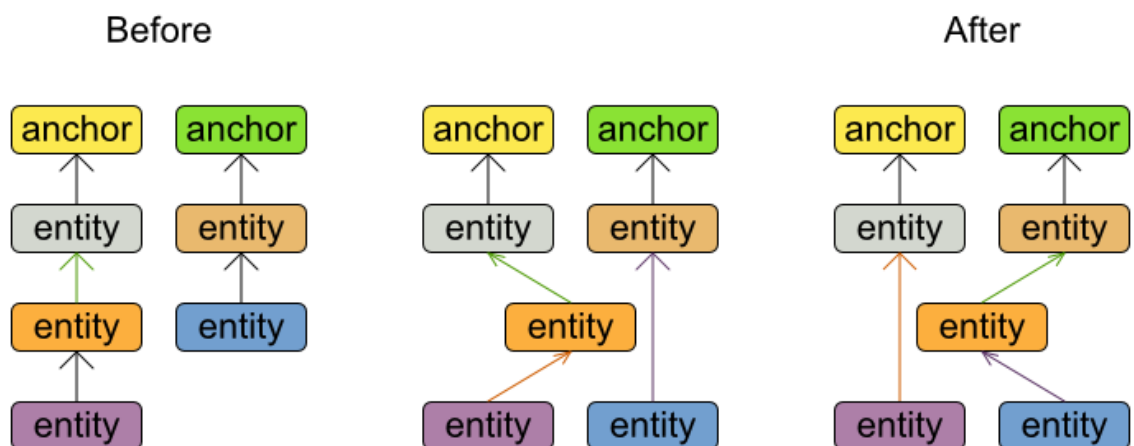 Before After
anchor anchor anchor anchor anchor anchor
entity entity entity entity entity entity
entity entity entity entity
entity entity entity entity entity